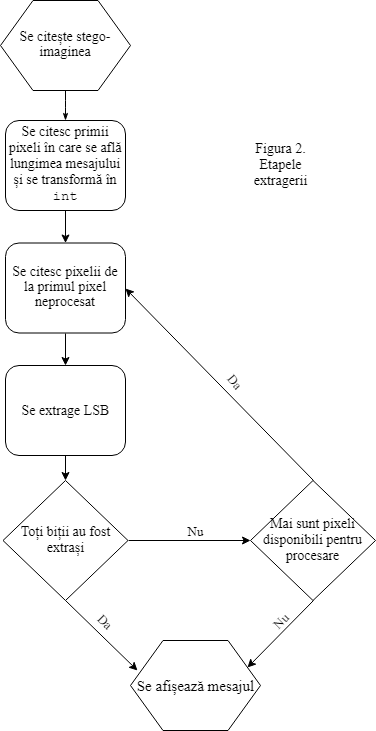 Se citește stego-
imaginea
Se citesc primii
pixeli în care se află
lungimea mesajului
și se transformă în
int
Figura 2.
Etapele
extragerii
Se citesc pixelii de
la primul pixel
neprocesat
Da
Se extrage LSB
Toți biții au fost
extrași
Nu
Mai sunt pixeli
disponibili pentru
procesare
Da
Nu
Se afișează mesajul